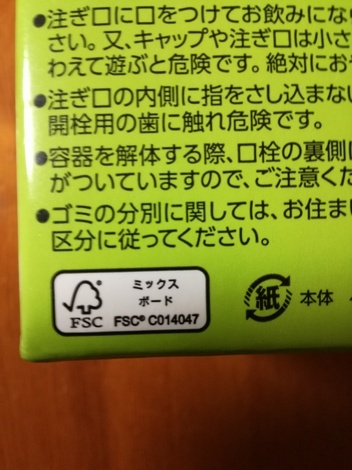 ●注ぎ口に口をつけてお飲みにな
さい。又、キャップや注ぎ口は小さ
わえて遊ぶと危険です。絶対にお
●注ぎ口の内側に指をさし込まない
開栓用の歯に触れ危険です。
●容器を解体する際、口栓の裏側に
がついていますので、ご注意くだ
●ゴミの分別に関しては、お住まい
区分に従ってください。
ミックス
ボード
FSC
FSC® C014047
紙 本体